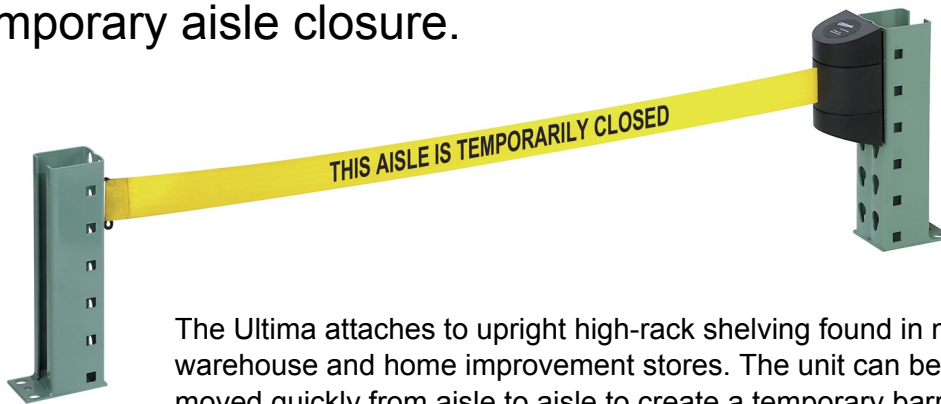 mporary aisle closure.
THIS AISLE IS TEMPORARILY CLOSED
The Ultima attaches to upright high-rack shelving found in
warehouse and home improvement stores. The unit can be
moved quickly from aisle to aisle to create a temporary